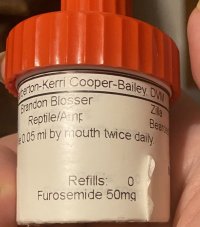 erton-Kerri Cooper-Bailey, DVM
Brandon Blosser Zilla
Reptile/Amp Bearde
0.05 ml by mouth twice daily
Refills: 0
Furosemide 50mg